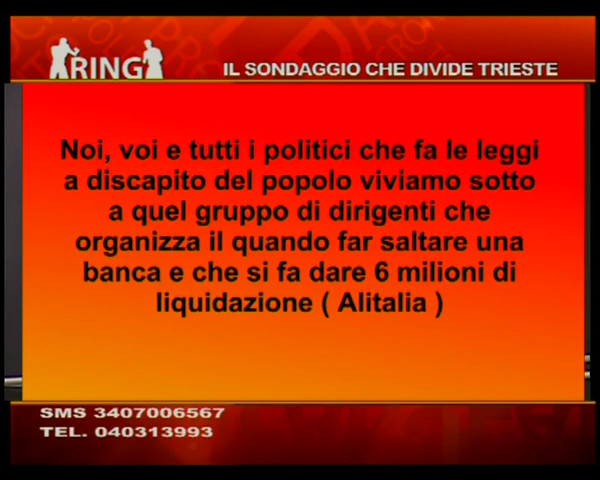 RING
IL SONDAGGIO CHE DIVIDE TRIESTE
Noi, voi e tutti i politici che fa le leggi
a discapito del popolo viviamo sotto
a quel gruppo di dirigenti che
organizza il quando far saltare una
banca e che si fa dare 6 milioni di
liquidazione ( Alitalia )
SMS 3407006567
TEL. 040313993